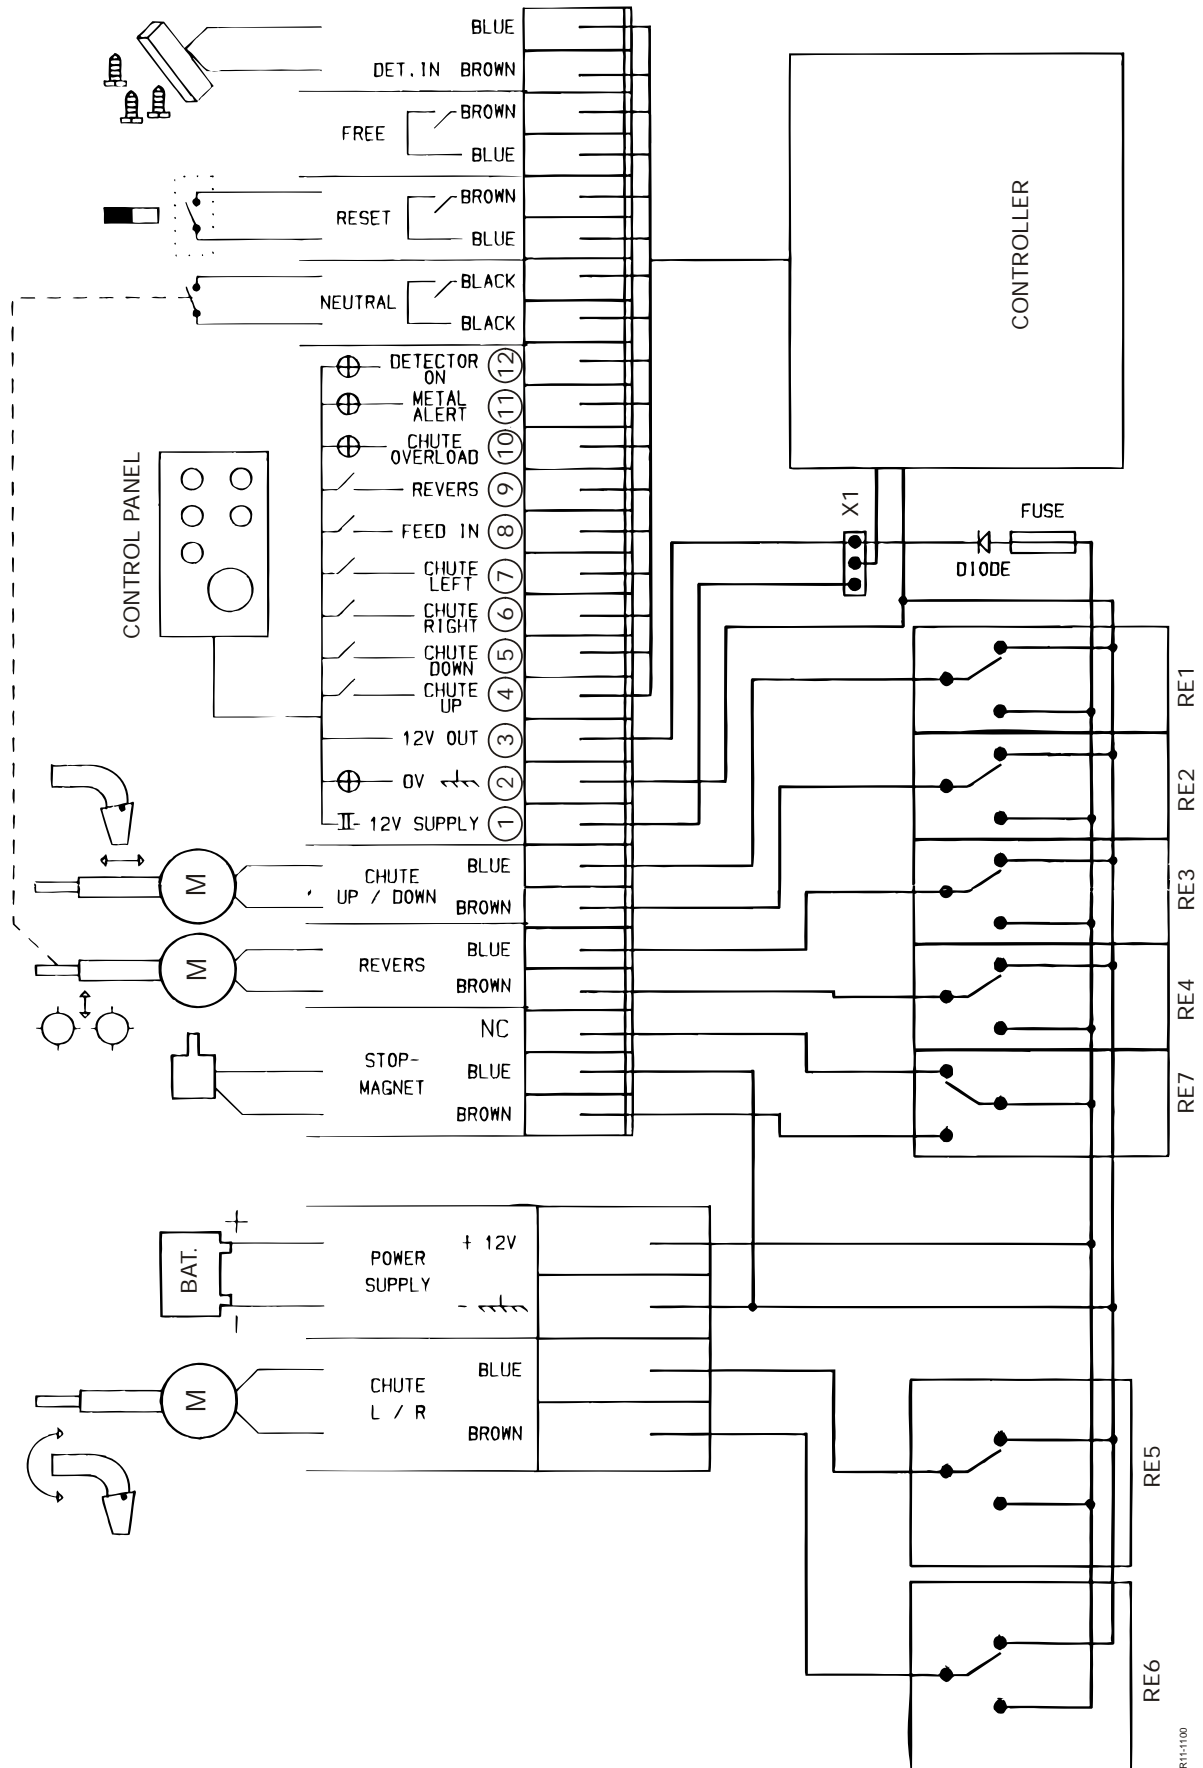 BLUE
DET. IN BROWN
BROWN
FREE
BLUE
BROWN
RESET
BLUE
BLACK
NEUTRAL
BLACK
CONTROLLER
DETECTOR
ON
12
METAL
ALERT
11
CHUTE
OVERLOAD
10
REVERS 9
FEED IN 8
CHUTE
LEFT
7
CHUTE
RIGHT
6
CHUTE
DOWN
5
CHUTE
UP
4
12V OUT 3
0V 2
12V SUPPLY 1
CONTROL PANEL
X1
FUSE
DIODE
M
CHUTE
UP / DOWN
BLUE
BROWN
M
REVERS
BLUE
BROWN
NC
STOP-
MAGNET
BLUE
BROWN
RE1
RE2
RE3
RE4
RE7
BAT.
+
-
POWER
SUPPLY
+ 12V
-
M
CHUTE
L / R
BLUE
BROWN
RE5
RE6
R11-1100